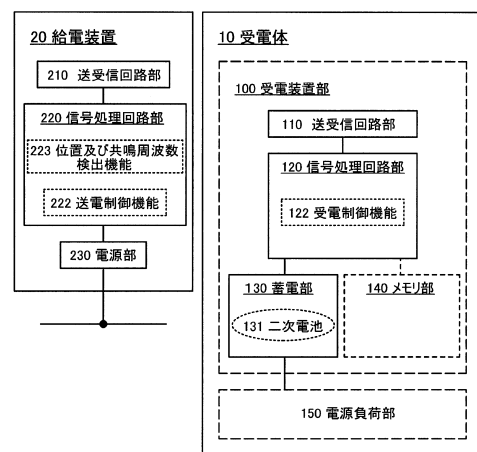 20 給電装置
210 送受信回路部
220 信号処理回路部
223 位置及び共鳴周波数
検出機能
222 送電制御機能
230 電源部
10 受電体
100 受電装置部
110 送受信回路部
120 信号処理回路部
122 受電制御機能
130 蓄電部
131 二次電池
140 メモリ部
150 電源負荷部